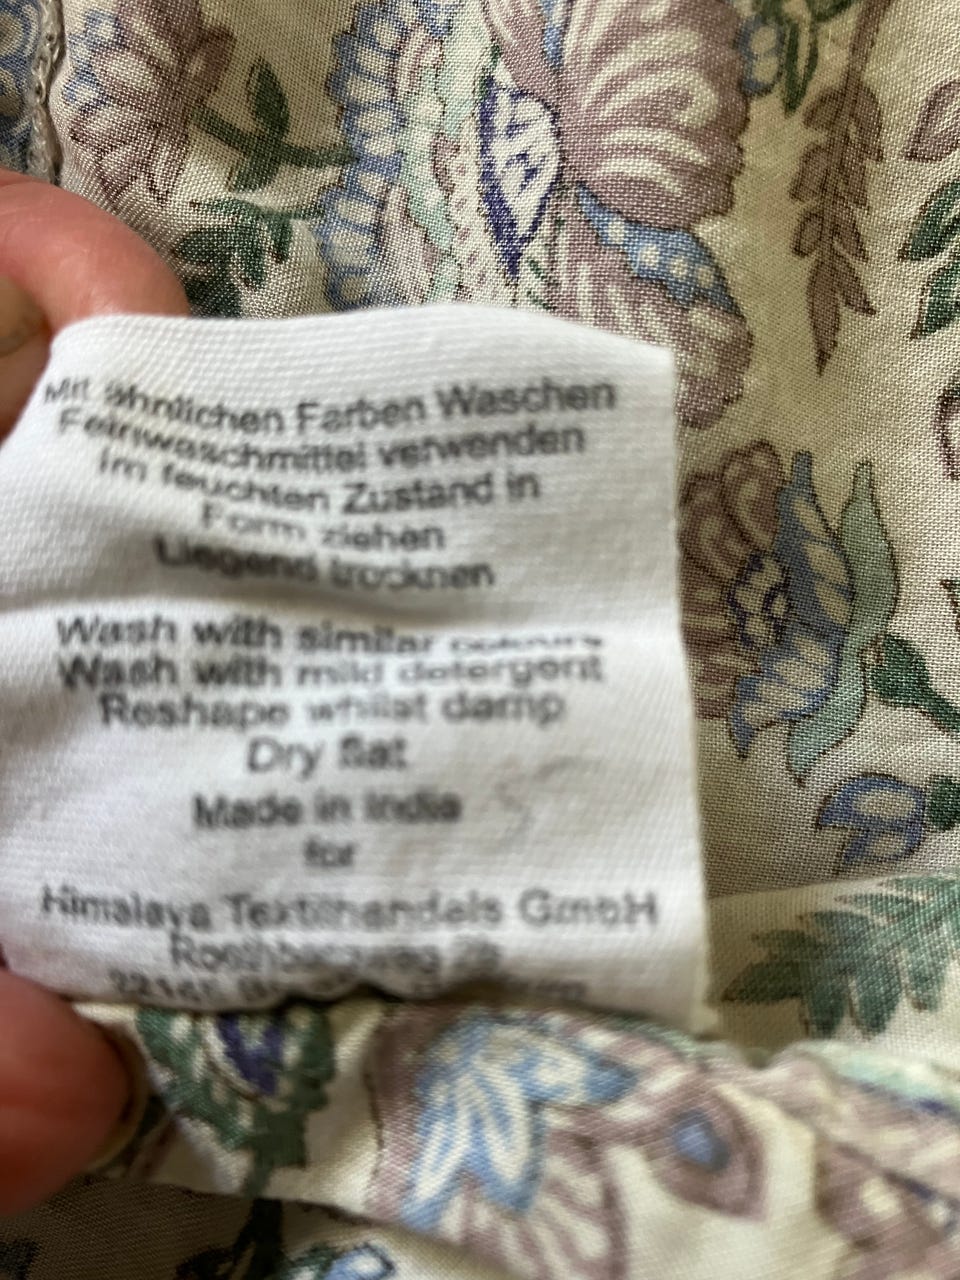 Mit ähnlichen Farben Waschen
Feinwaschmittel verwenden
Im feuchten Zustand in
Form ziehen
Liegend trocknen
Wash with similar colours
Wash with mild detergent
Reshape whilst damp
Dry flat
Made in India
for
Himalaya Textilhandels GmbH